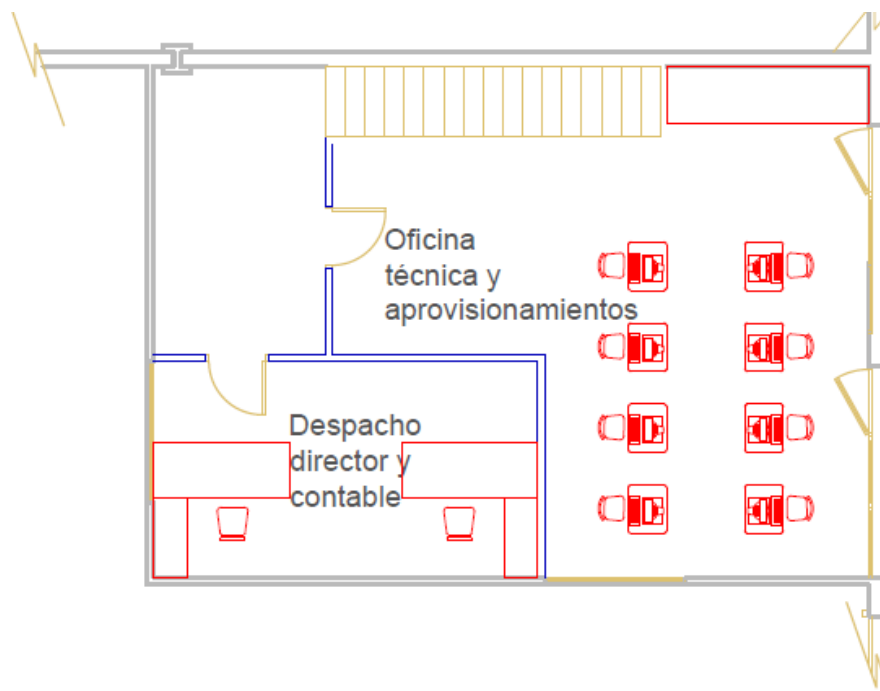 Oficina
técnica y
aprovisionamientos
Despacho
director y
contable